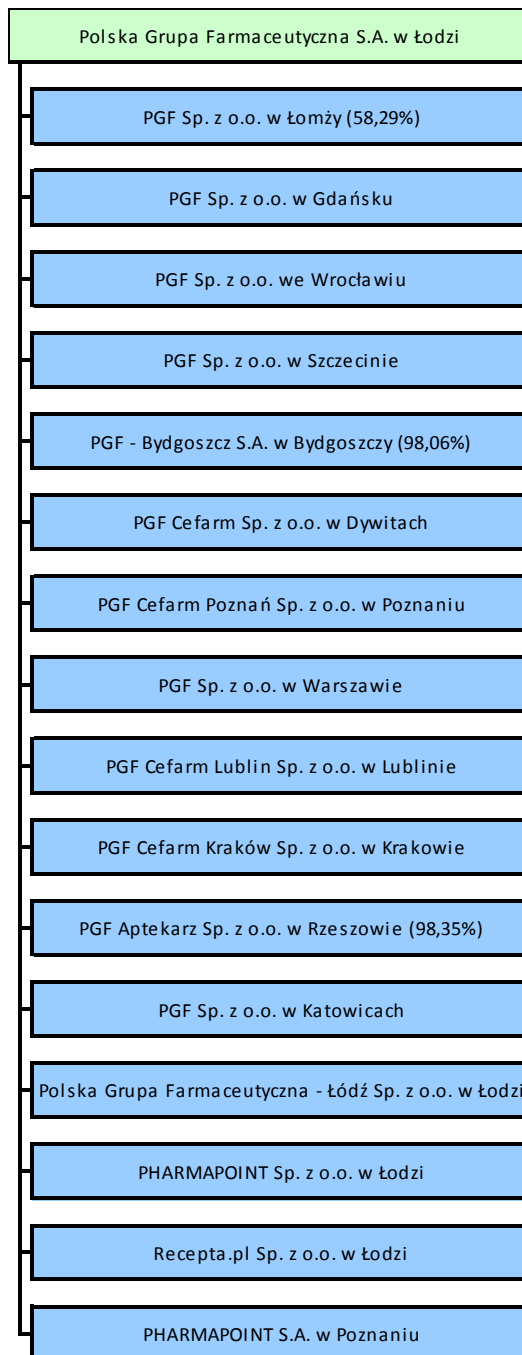 Polska Grupa Farmaceutyczna S.A. w Łodzi
PGF Sp. z o.o. w Łomży (58,29%)
PGF Sp. z o.o. w Gdańsku
PGF Sp. z o.o. we Wrocławiu
PGF Sp. z o.o. w Szczecinie
PGF - Bydgoszcz S.A. w Bydgoszczy (98,06%)
PGF Cefarm Sp. z o.o. w Dywitach
PGF Cefarm Poznań Sp. z o.o. w Poznaniu
PGF Sp. z o.o. w Warszawie
PGF Cefarm Lublin Sp. z o.o. w Lublinie
PGF Cefarm Kraków Sp. z o.o. w Krakowie
PGF Aptekarz Sp. z o.o. w Rzeszowie (98,35%)
PGF Sp. z o.o. w Katowicach
Polska Grupa Farmaceutyczna - Łódź Sp. z o.o. w Łodzi
PHARMAPOINT Sp. z o.o. w Łodzi
Recepta.pl Sp. z o.o. w Łodzi
PHARMAPOINT S.A. w Poznaniu